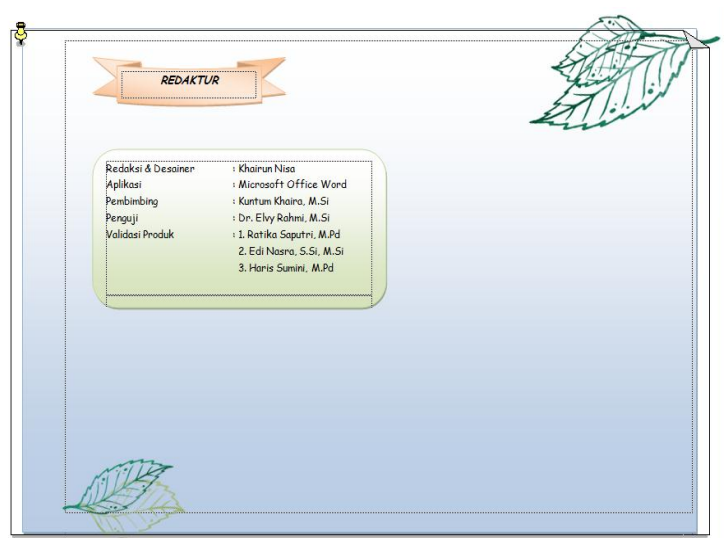 REDAKTUR
Redaksi & Desainer : Khairun Nisa
Aplikasi : Microsoft Office Word
Pembimbing : Kuntum Khaira, M.Si
Penguji : Dr. Elvy Rahmi, M.Si
Validasi Produk : 1. Ratika Saputri, M.Pd
2. Edi Nasra, S.Si, M.Si
3. Haris Sumini, M.Pd